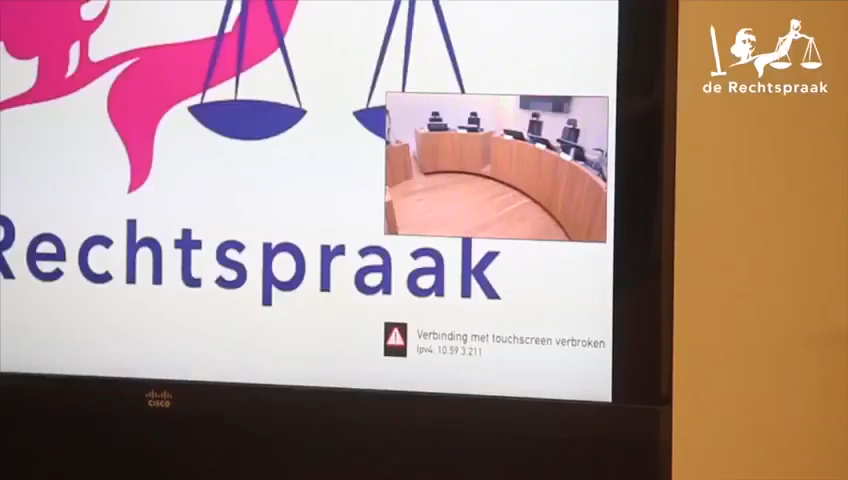 de Rechtspraak
Rechtspraak
Verbinding met touchscreen verbroken
Ipv4: 10.59.3.211
CISCO